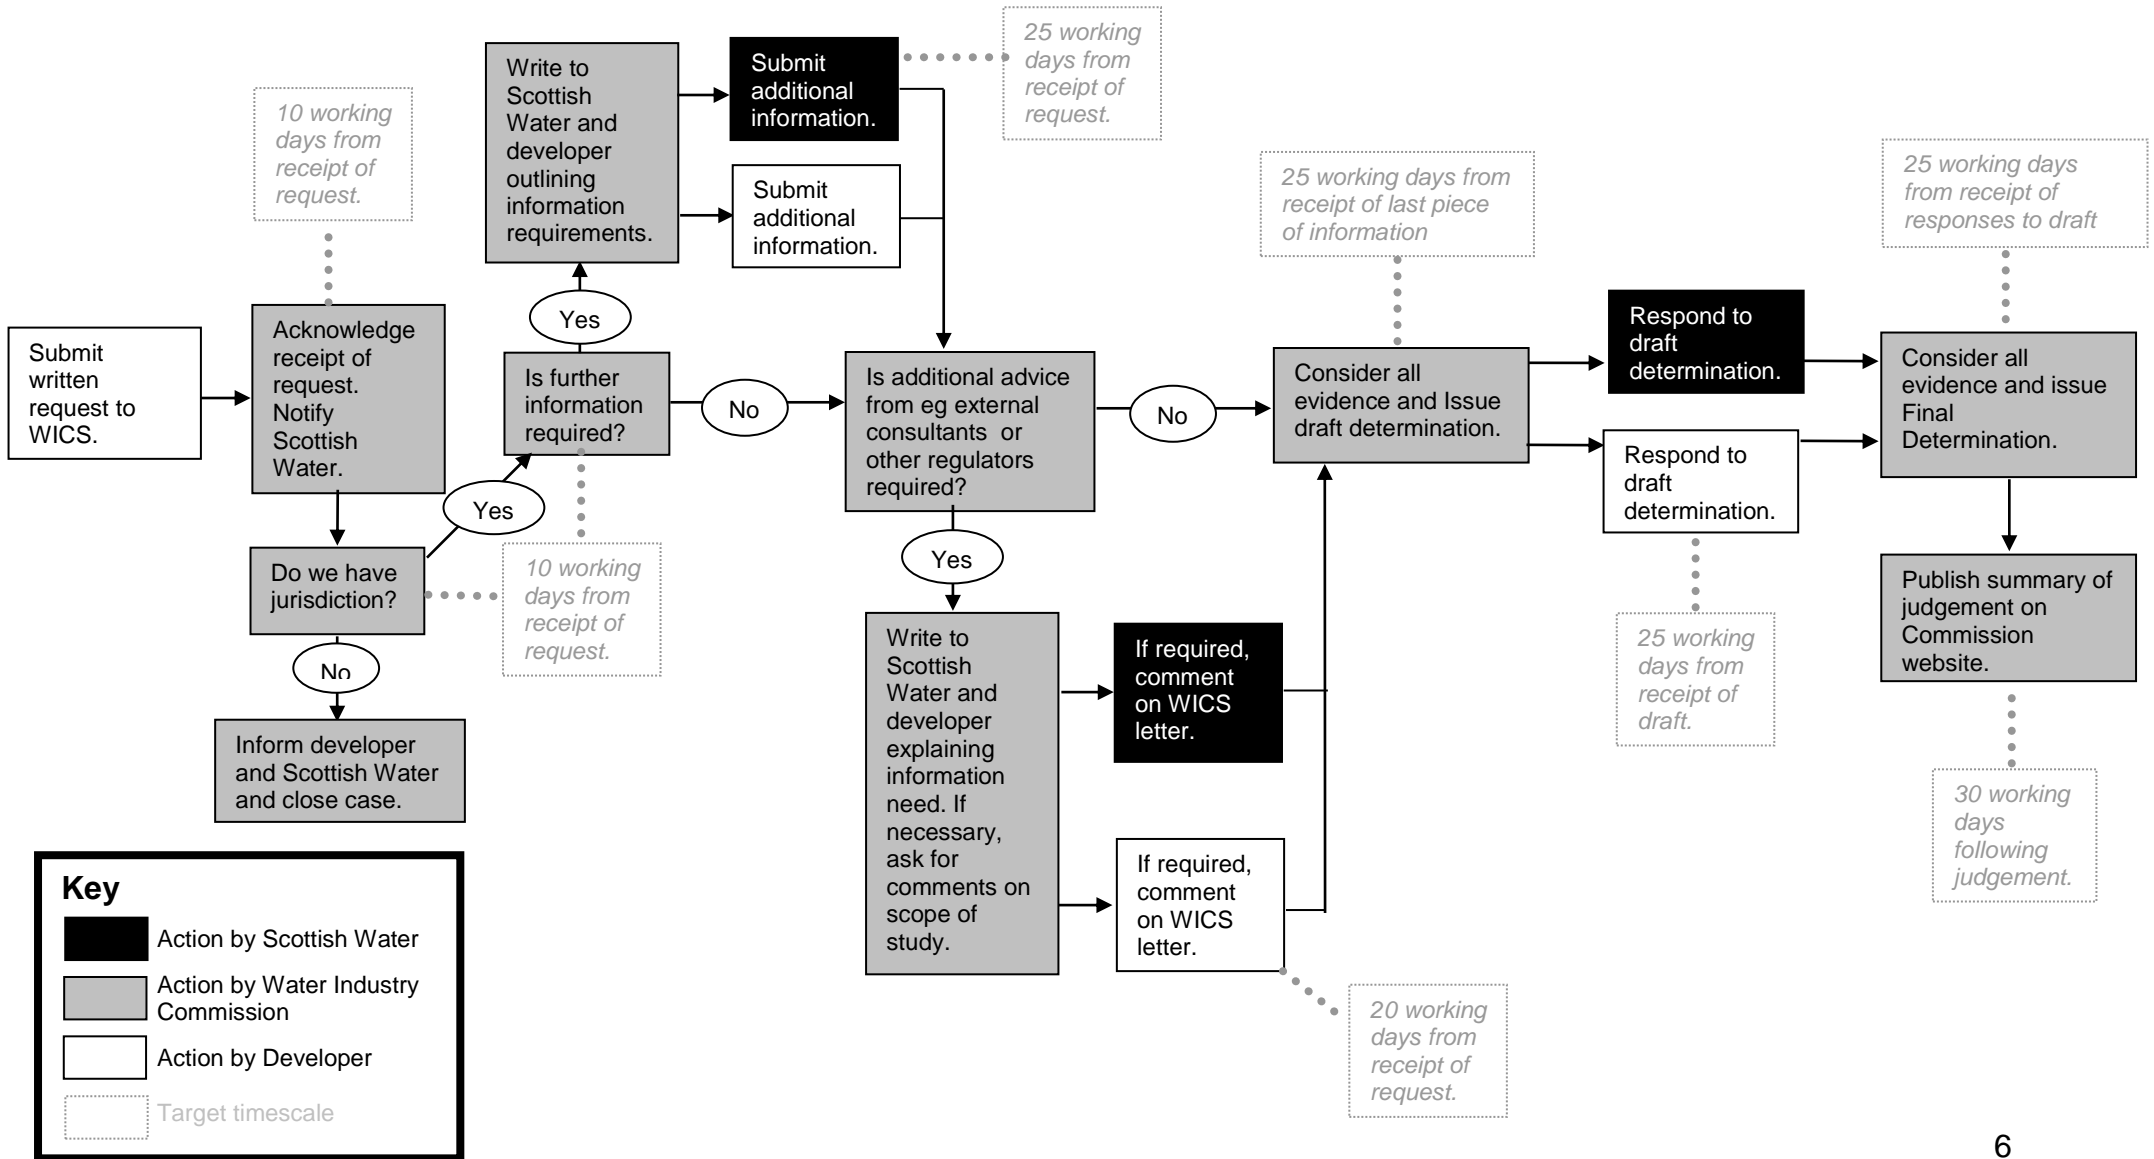 Submit
written
request to
WICS.
10 working
days from
receipt of
request.
Acknowledge
receipt of
request.
Notify
Scottish
Water.
Do we have
jurisdiction?
No
Inform developer
and Scottish Water
and close case.
Yes
10 working
days from
receipt of
request.
Is further
information
required?
Yes
Write to
Scottish
Water and
developer
outlining
information
requirements.
Submit
additional
information.
25 working
days from
receipt of
request.
Submit
additional
information.
No
Is additional advice
from eg external
consultants or
other regulators
required?
Yes
Write to
Scottish
Water and
developer
explaining
information
need. If
necessary,
ask for
comments on
scope of
study.
If required,
comment
on WICS
letter.
If required,
comment
on WICS
letter.
20 working
days from
receipt of
request.
No
25 working days from
receipt of last piece
of information
Consider all
evidence and Issue
draft determination.
Respond to
draft
determination.
Respond to
draft
determination.
25 working
days from
receipt of
draft.
25 working days
from receipt of
responses to draft
Consider all
evidence and issue
Final
Determination.
Publish summary of
judgement on
Commission
website.
30 working
days
following
judgement.
Key
Action by Scottish Water
Action by Water Industry
Commission
Action by Developer
Target timescale
6